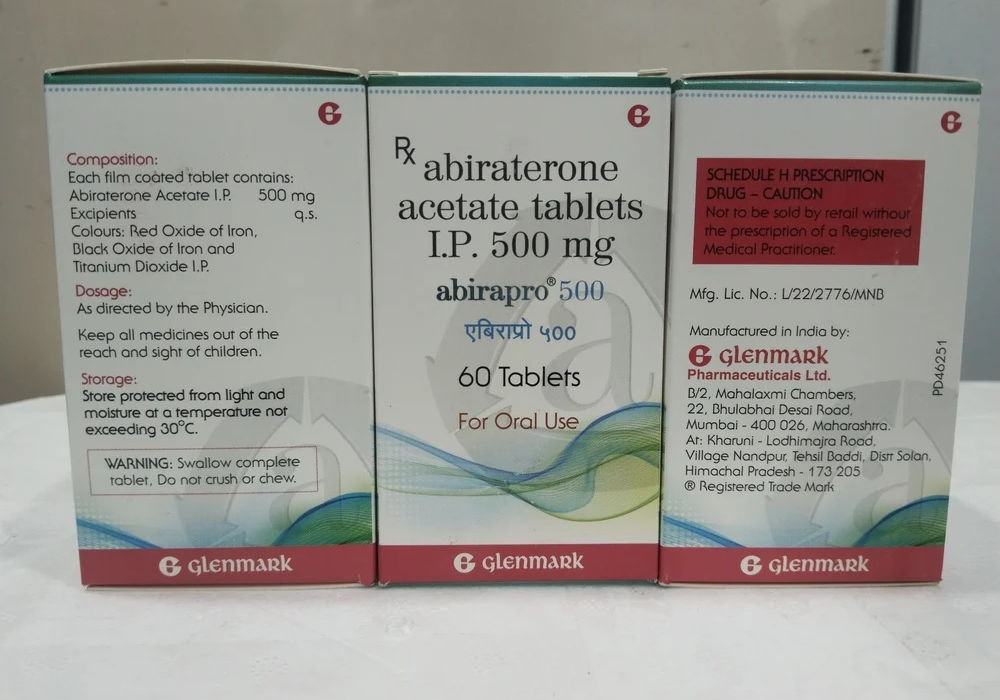 Composition:
Each film coated tablet contains:
Abiraterone Acetate I.P. 500 mg
Excipients q.s.
Colours: Red Oxide of Iron,
Black Oxide of Iron and
Titanium Dioxide I.P.
Dosage:
As directed by the Physician.
Keep all medicines out of the
reach and sight of children.
Storage:
Store protected from light and
moisture at a temperature not
exceeding 30°C.
WARNING: Swallow complete
tablet, Do not crush or chew.
glenmark
Rx
abiraterone
acetate tablets
I.P. 500 mg
abirapro® 500
एबिराप्रो ५००
60 Tablets
For Oral Use
glenmark
SCHEDULE H PRESCRIPTION
DRUG – CAUTION
Not to be sold by retail without
the prescription of a Registered
Medical Practitioner.
Mfg. Lic. No.: L/22/2776/MNB
Manufactured in India by:
glenmark
Pharmaceuticals Ltd.
B/2, Mahalaxmi Chambers,
22, Bhulabhai Desai Road,
Mumbai - 400 026, Maharashtra.
At: Kharuni - Lodhimajra Road,
Village Nandpur, Tehsil Baddi, Distt Solan,
Himachal Pradesh - 173 205
® Registered Trade Mark
PD46251
glenmark